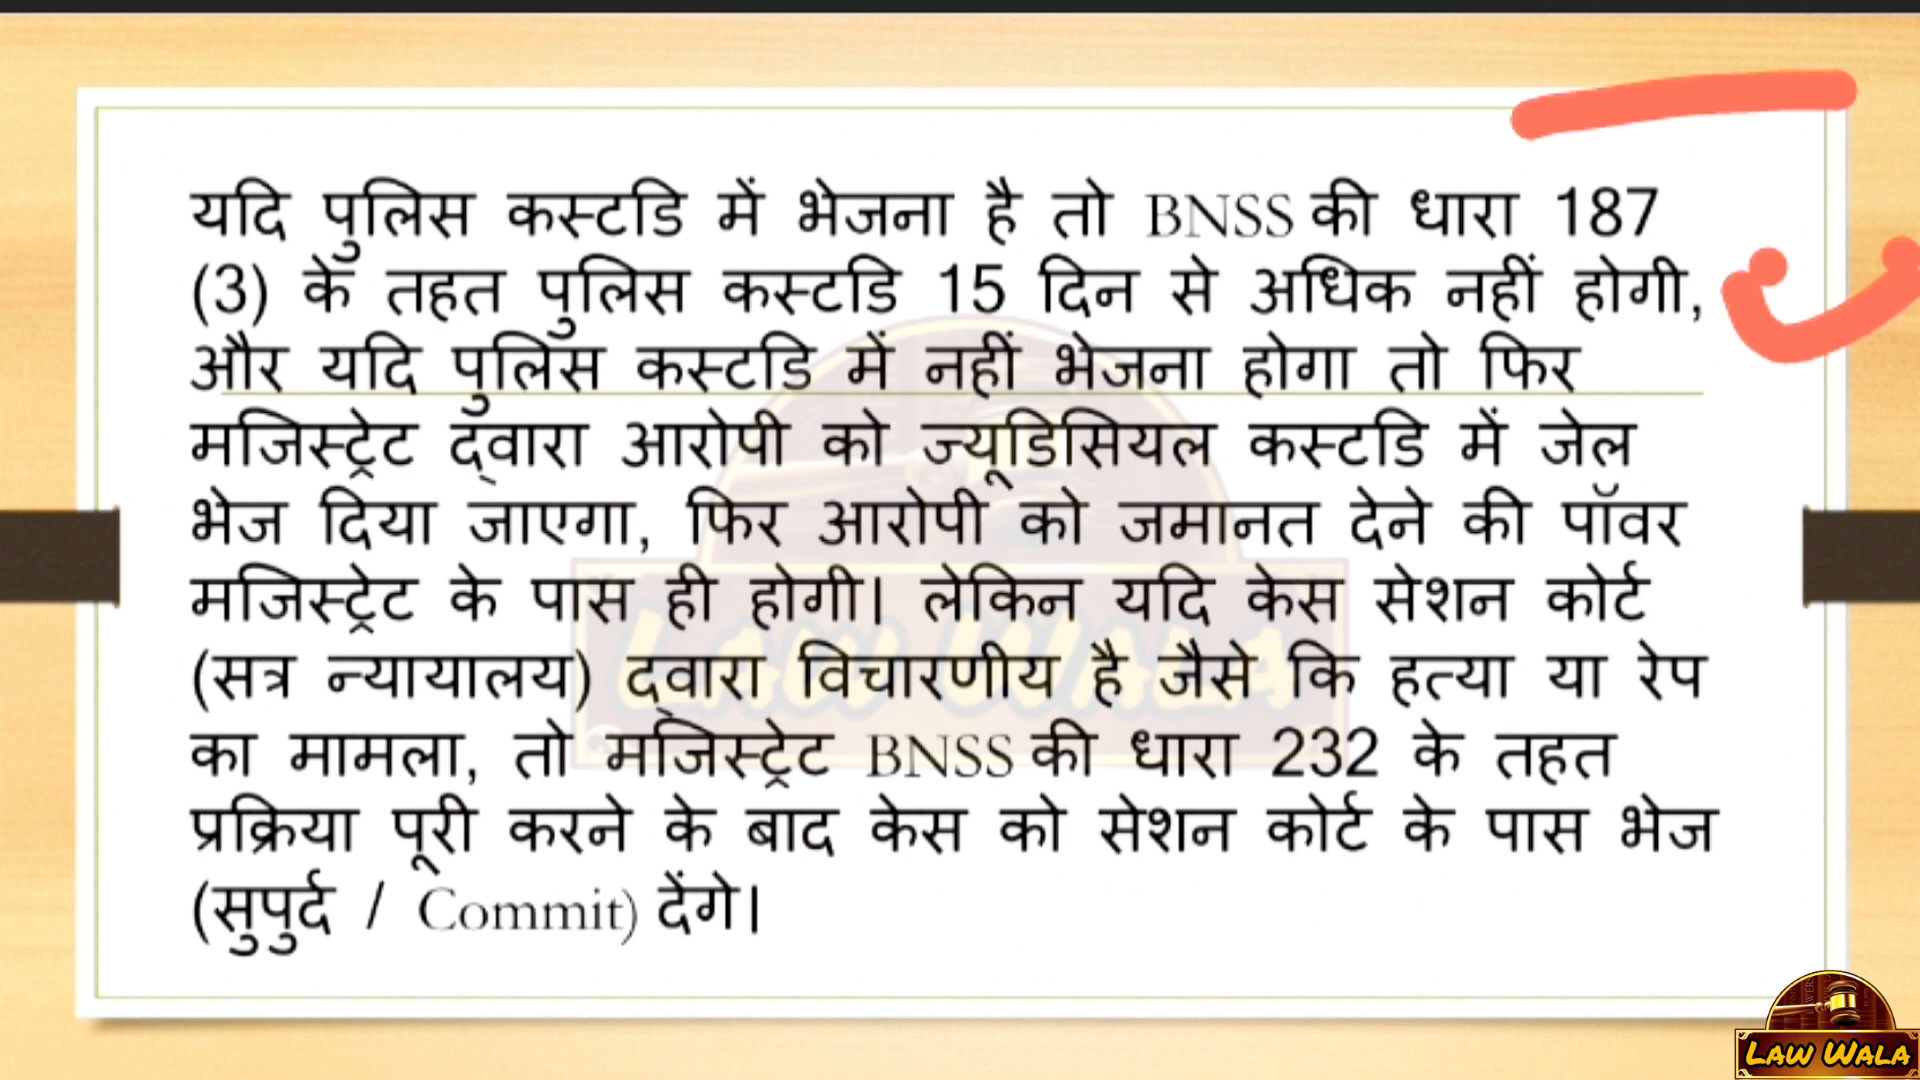 यदि पुलिस कस्टडि में भेजना है तो BNSS की धारा 187
(3) के तहत पुलिस कस्टडि 15 दिन से अधिक नहीं होगी,
और यदि पुलिस कस्टडि में नहीं भेजना होगा तो फिर
मजिस्ट्रेट द्वारा आरोपी को ज्यूडिसियल कस्टडि में जेल
भेज दिया जाएगा, फिर आरोपी को जमानत देने की पॉवर
मजिस्ट्रेट के पास ही होगी। लेकिन यदि केस सेशन कोर्ट
(सत्र न्यायालय) द्वारा विचारणीय है जैसे कि हत्या या रेप
का मामला, तो मजिस्ट्रेट BNSS की धारा 232 के तहत
प्रक्रिया पूरी करने के बाद केस को सेशन कोर्ट के पास भेज
(सुपुर्द / Commit) देंगे।
LAW WALA
LAW WALA